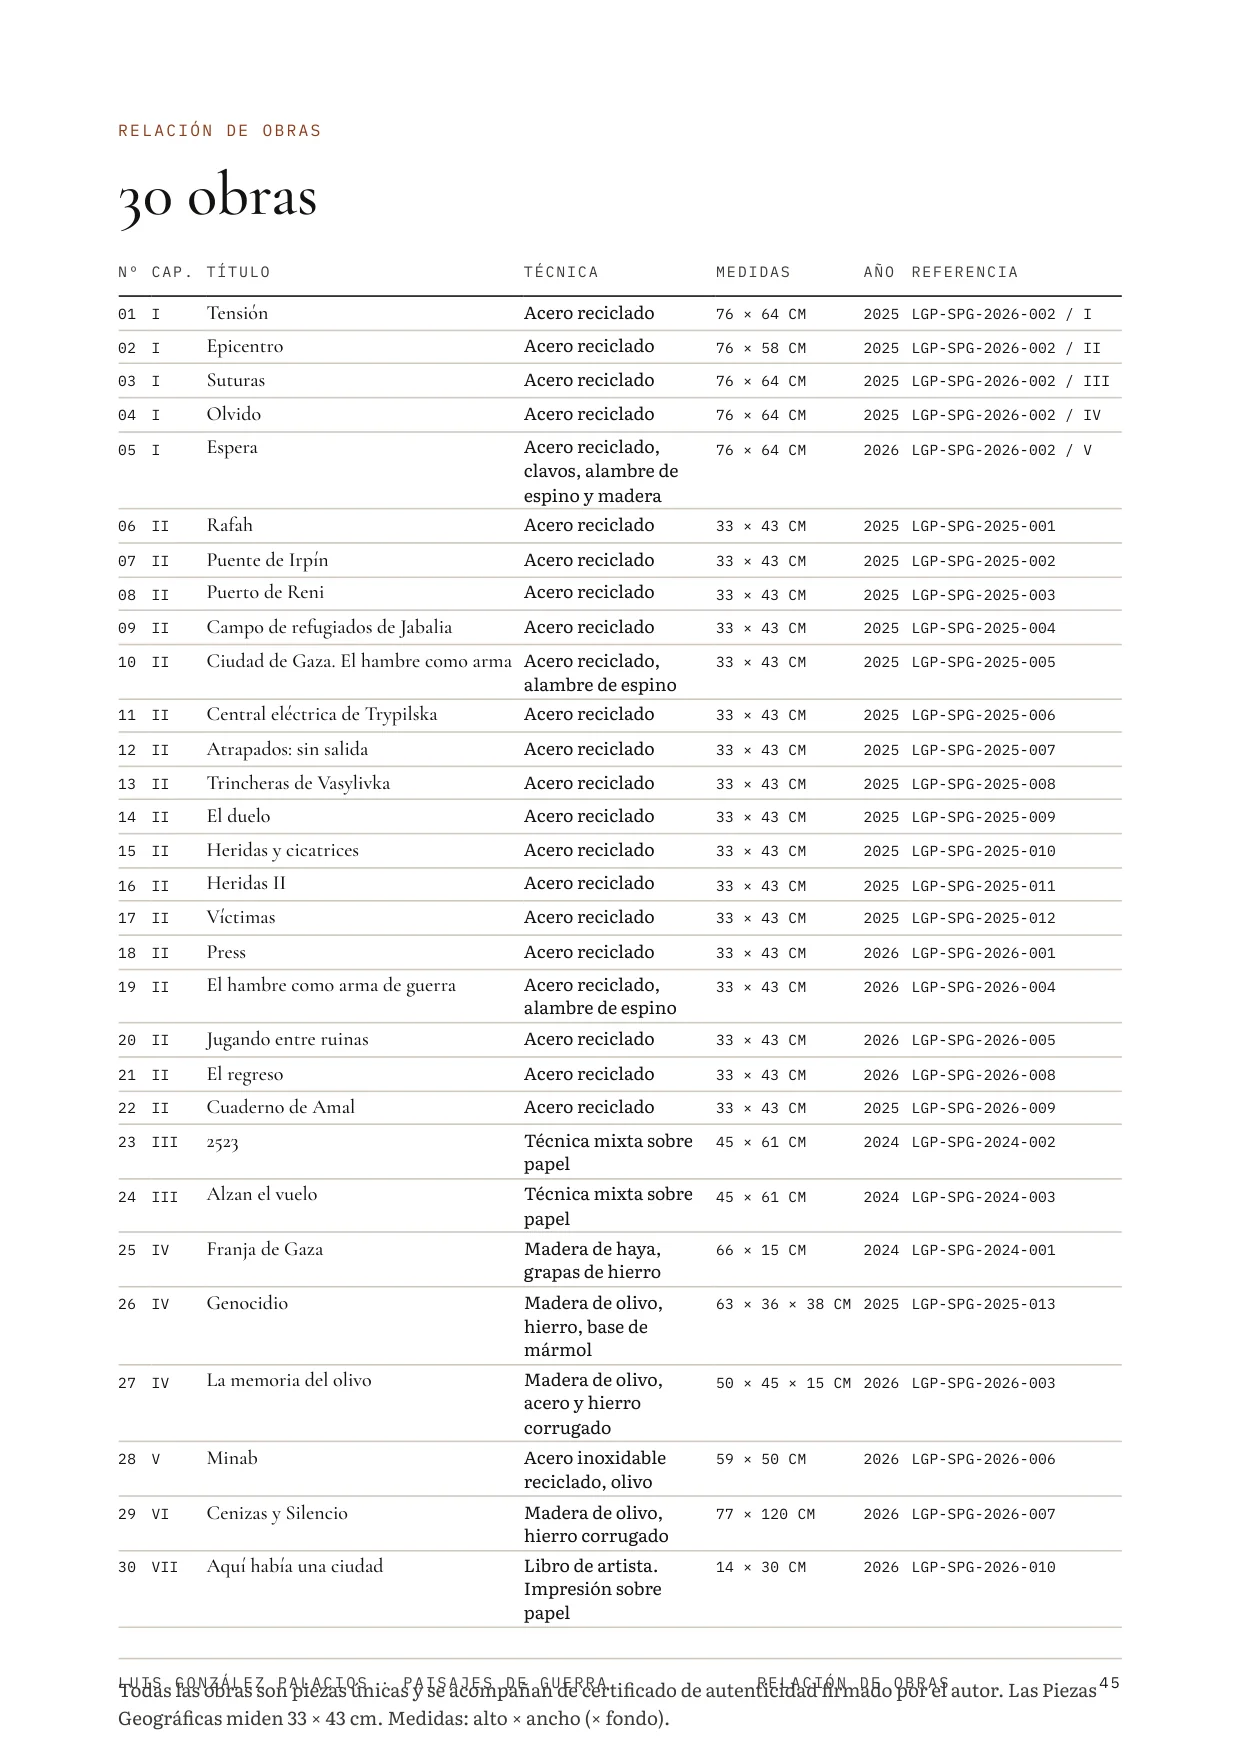 RELACIÓN DE OBRAS
30 obras
Nº CAP. TÍTULO TÉCNICA MEDIDAS AÑO REFERENCIA
01 I Tensión Acero reciclado 76 × 64 CM 2025 LGP-SPG-2026-002 / I
02 I Epicentro Acero reciclado 76 × 58 CM 2025 LGP-SPG-2026-002 / II
03 I Suturas Acero reciclado 76 × 64 CM 2025 LGP-SPG-2026-002 / III
04 I Olvido Acero reciclado 76 × 64 CM 2025 LGP-SPG-2026-002 / IV
05 I Espera Acero reciclado, 76 × 64 CM 2026 LGP-SPG-2026-002 / V
clavos, alambre de
espino y madera
06 II Rafah Acero reciclado 33 × 43 CM 2025 LGP-SPG-2025-001
07 II Puente de Irpín Acero reciclado 33 × 43 CM 2025 LGP-SPG-2025-002
08 II Puerto de Reni Acero reciclado 33 × 43 CM 2025 LGP-SPG-2025-003
09 II Campo de refugiados de Jabalia Acero reciclado 33 × 43 CM 2025 LGP-SPG-2025-004
10 II Ciudad de Gaza. El hambre como arma Acero reciclado, 33 × 43 CM 2025 LGP-SPG-2025-005
alambre de espino
11 II Central eléctrica de Trypilska Acero reciclado 33 × 43 CM 2025 LGP-SPG-2025-006
12 II Atrapados: sin salida Acero reciclado 33 × 43 CM 2025 LGP-SPG-2025-007
13 II Trincheras de Vasylivka Acero reciclado 33 × 43 CM 2025 LGP-SPG-2025-008
14 II El duelo Acero reciclado 33 × 43 CM 2025 LGP-SPG-2025-009
15 II Heridas y cicatrices Acero reciclado 33 × 43 CM 2025 LGP-SPG-2025-010
16 II Heridas II Acero reciclado 33 × 43 CM 2025 LGP-SPG-2025-011
17 II Víctimas Acero reciclado 33 × 43 CM 2025 LGP-SPG-2025-012
18 II Press Acero reciclado 33 × 43 CM 2026 LGP-SPG-2026-001
19 II El hambre como arma de guerra Acero reciclado, 33 × 43 CM 2026 LGP-SPG-2026-004
alambre de espino
20 II Jugando entre ruinas Acero reciclado 33 × 43 CM 2026 LGP-SPG-2026-005
21 II El regreso Acero reciclado 33 × 43 CM 2026 LGP-SPG-2026-008
22 II Cuaderno de Amal Acero reciclado 33 × 43 CM 2025 LGP-SPG-2026-009
23 III 2523 Técnica mixta sobre 45 × 61 CM 2024 LGP-SPG-2024-002
papel
24 III Alzan el vuelo Técnica mixta sobre 45 × 61 CM 2024 LGP-SPG-2024-003
papel
25 IV Franja de Gaza Madera de haya, 66 × 15 CM 2024 LGP-SPG-2024-001
grapas de hierro
26 IV Genocidio Madera de olivo, 63 × 36 × 38 CM 2025 LGP-SPG-2025-013
hierro, base de
mármol
27 IV La memoria del olivo Madera de olivo, 50 × 45 × 15 CM 2026 LGP-SPG-2026-003
acero y hierro
corrugado
28 V Minab Acero inoxidable 59 × 50 CM 2026 LGP-SPG-2026-006
reciclado, olivo
29 VI Cenizas y Silencio Madera de olivo, 77 × 120 CM 2026 LGP-SPG-2026-007
hierro corrugado
30 VII Aquí había una ciudad Libro de artista. 14 × 30 CM 2026 LGP-SPG-2026-010
Impresión sobre
papel
LUIS GONZÁLEZ PALACIOS · PAISAJES DE GUERRA RELACIÓN DE OBRAS 45
Todas las obras son piezas únicas y se acompañan de certificado de autenticidad firmado por el autor. Las Piezas
Geográficas miden 33 × 43 cm. Medidas: alto × ancho (× fondo).